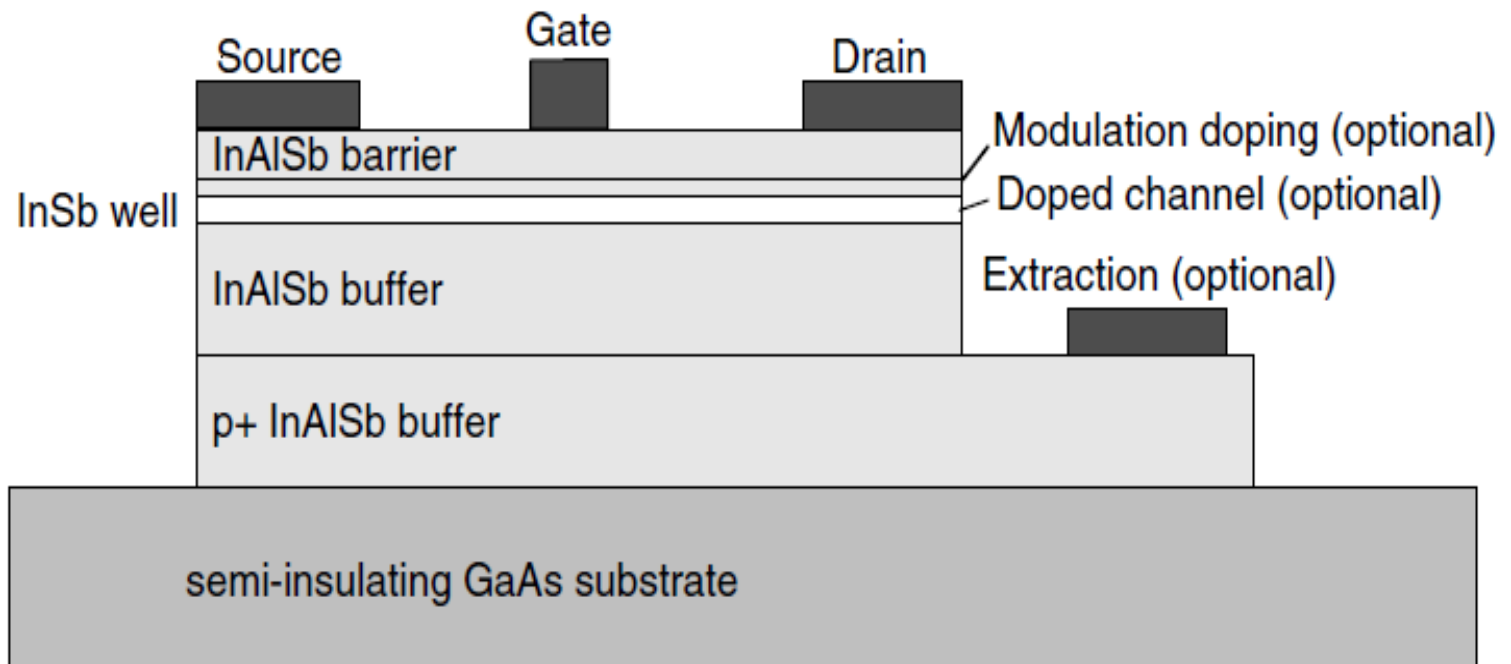 Gate
Source
Drain
InAlSb barrier
Modulation doping (optional)
InSb well
Doped channel (optional)
InAlSb buffer
Extraction (optional)
p+ InAlSb buffer
semi-insulating GaAs substrate